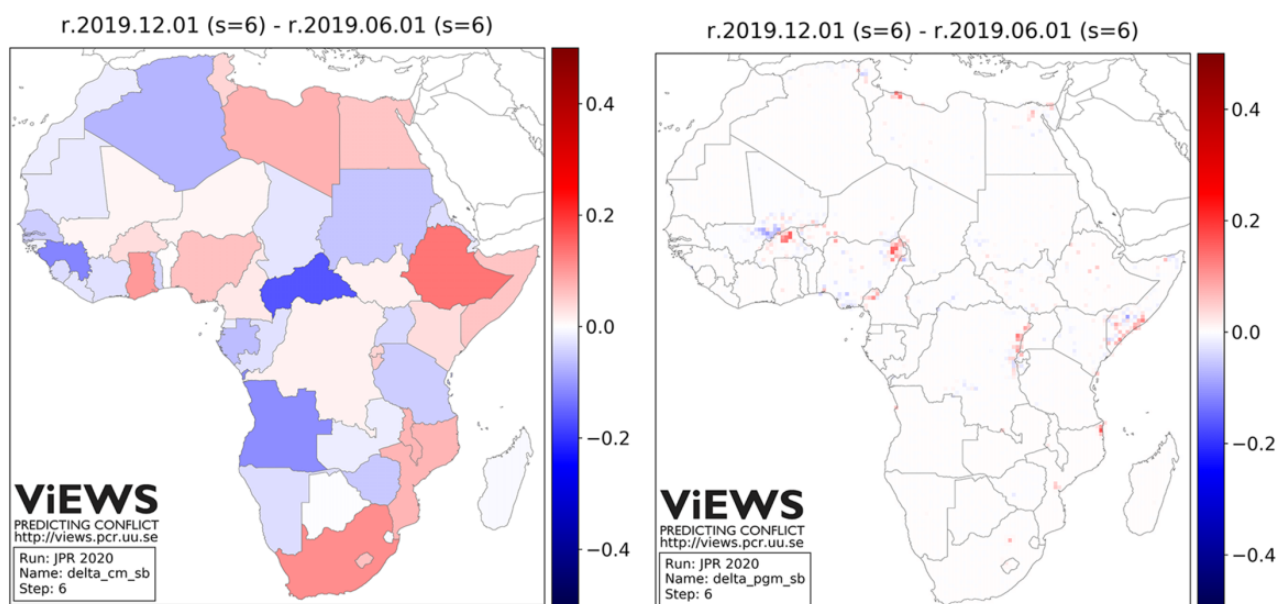 r.2019.12.01 (s=6) - r.2019.06.01 (s=6)
0.4
0.2
0.0
−0.2
−0.4
ViEWS
PREDICTING CONFLICT
http://views.pcr.uu.se
Run: JPR 2020
Name: delta_cm_sb
Step: 6
r.2019.12.01 (s=6) - r.2019.06.01 (s=6)
0.4
0.2
0.0
−0.2
−0.4
ViEWS
PREDICTING CONFLICT
http://views.pcr.uu.se
Run: JPR 2020
Name: delta_pgm_sb
Step: 6